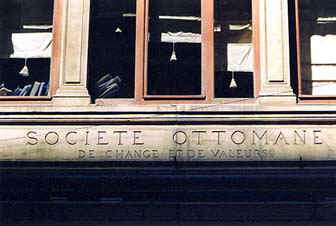 SOCIETE OTTOMANE
DE CHANGE ET DE VALEURS